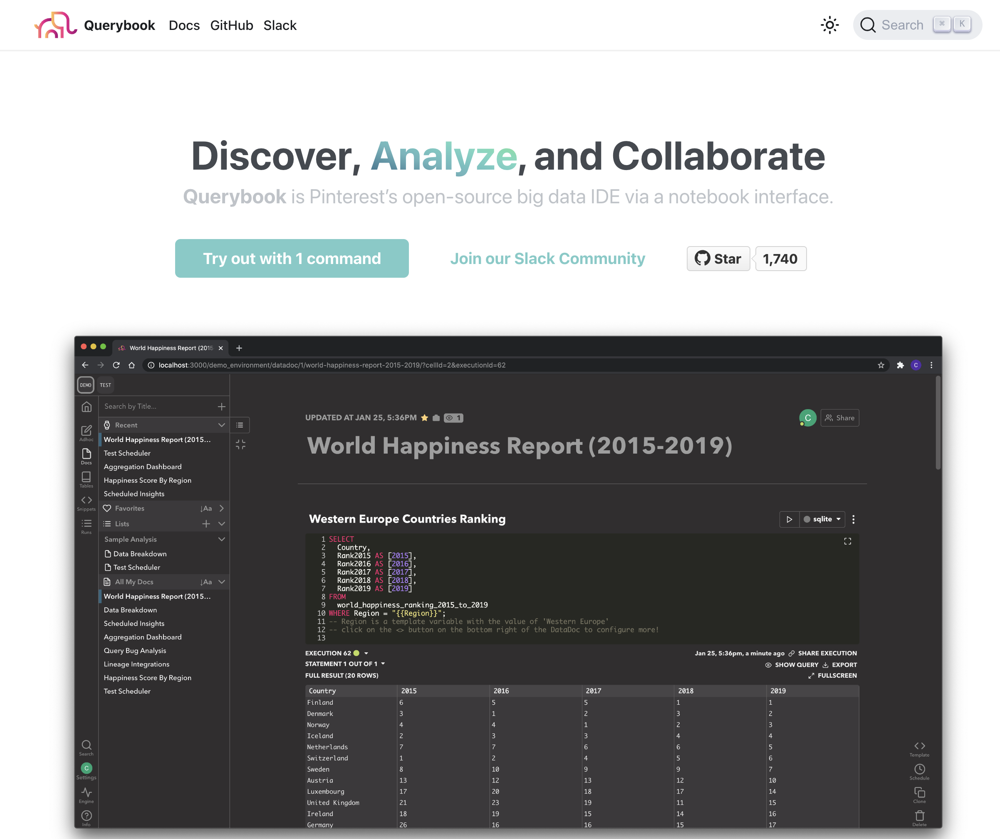 Querybook Docs GitHub Slack
Search ⌘ K
Discover, Analyze, and Collaborate
Querybook is Pinterest’s open-source big data IDE via a notebook interface.
Try out with 1 command
Join our Slack Community
Star 1,740
World Happiness Report (2015
localhost:3000/demo_environment/datadoc/1/world-happiness-report-2015-2019/?cellId=2&executionId=62
C
DEMO TEST
Adhoc
Docs
Tables
Snippets
Runs
Search
C
Settings
Engine
Info
Search by Title...
Recent
World Happiness Report (2015...
Test Scheduler
Aggregation Dashboard
Happiness Score By Region
Scheduled Insights
Favorites ↓Aa
Lists
Sample Analysis
Data Breakdown
Test Scheduler
All My Docs ↓Aa
World Happiness Report (2015...
Data Breakdown
Scheduled Insights
Aggregation Dashboard
Query Bug Analysis
Lineage Integrations
Happiness Score By Region
Test Scheduler
UPDATED AT JAN 25, 5:36PM 1
C Share
World Happiness Report (2015-2019)
Western Europe Countries Ranking
sqlite
1 SELECT
2 Country,
3 Rank2015 AS [2015],
4 Rank2016 AS [2016],
5 Rank2017 AS [2017],
6 Rank2018 AS [2018],
7 Rank2019 AS [2019]
8 FROM
9 world_happiness_ranking_2015_to_2019
10 WHERE Region = "{{Region}}";
11 -- Region is a template variable with the value of 'Western Europe'
12 -- click on the <> button on the bottom right of the DataDoc to configure more!
13
EXECUTION 62
Jan 25, 5:36pm, a minute ago SHARE EXECUTION
STATEMENT 1 OUT OF 1
SHOW QUERY EXPORT
FULL RESULT (20 ROWS)
FULLSCREEN
Country 2015 2016 2017 2018 2019
Finland 6 5 5 1 1
Denmark 3 1 2 3 2
Norway 4 4 1 2 3
Iceland 2 3 3 4 4
Netherlands 7 7 6 6 5
Switzerland 1 2 4 5 6
Sweden 8 10 9 9 7
Austria 13 12 13 12 10
Luxembourg 17 20 18 17 14
United Kingdom 21 23 19 11 15
Ireland 18 19 15 14 16
Germany 26 16 16 15 17
Template
Schedule
Clone
Delete